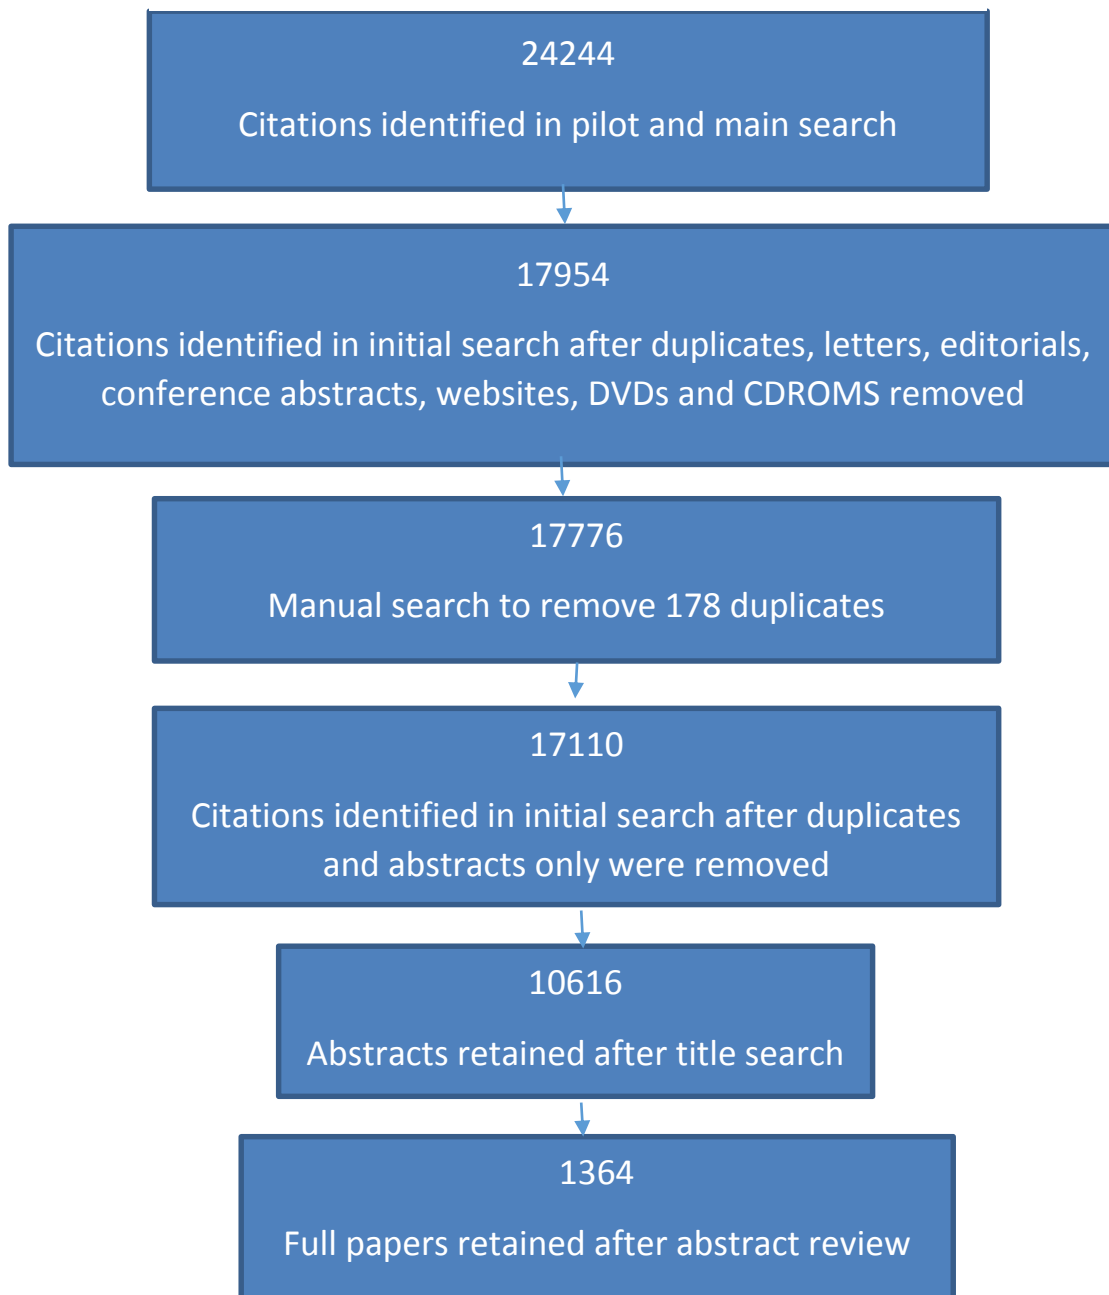 24244
Citations identified in pilot and main search
17954
Citations identified in initial search after duplicates, letters, editorials,
conference abstracts, websites, DVDs and CDROMS removed
17776
Manual search to remove 178 duplicates
17110
Citations identified in initial search after duplicates
and abstracts only were removed
10616
Abstracts retained after title search
1364
Full papers retained after abstract review